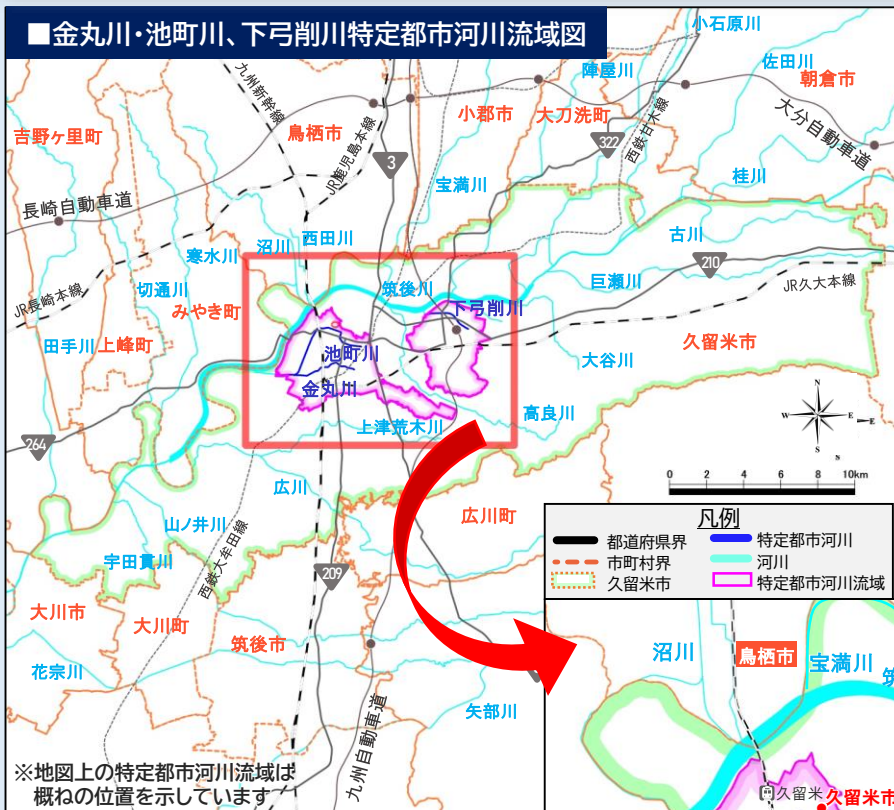 ■金丸川・池町川、下弓削川特定都市河川流域図
小石原川
九州新幹線
陣屋川
佐田川
朝倉市
吉野ヶ里町
鳥栖市
JR鹿児島本線
小郡市
大刀洗町
322
西鉄甘木線
大分自動車道
3
宝満川
桂川
長崎自動車道
寒水川
沼川
西田川
古川
210
JR長崎本線
切通川
みやき町
筑後川
巨瀬川
JR久大本線
下弓削川
田手川
上峰町
池町川
大谷川
久留米市
金丸川
高良川
上津荒木川
N
W
E
E
S
S
264
0 2 4 6 8 10km
広川
山ノ井川
広川町
宇田貫川
西鉄大牟田線
209
凡例
都道府県界
特定都市河川
市町村界
河川
久留米市
特定都市河川流域
大川市
大川町
筑後市
花宗川
矢部川
九州自動車道
沼川
鳥栖市
宝満川
筑
久留米
久留米市
※地図上の特定都市河川流域は
概ねの位置を示しています